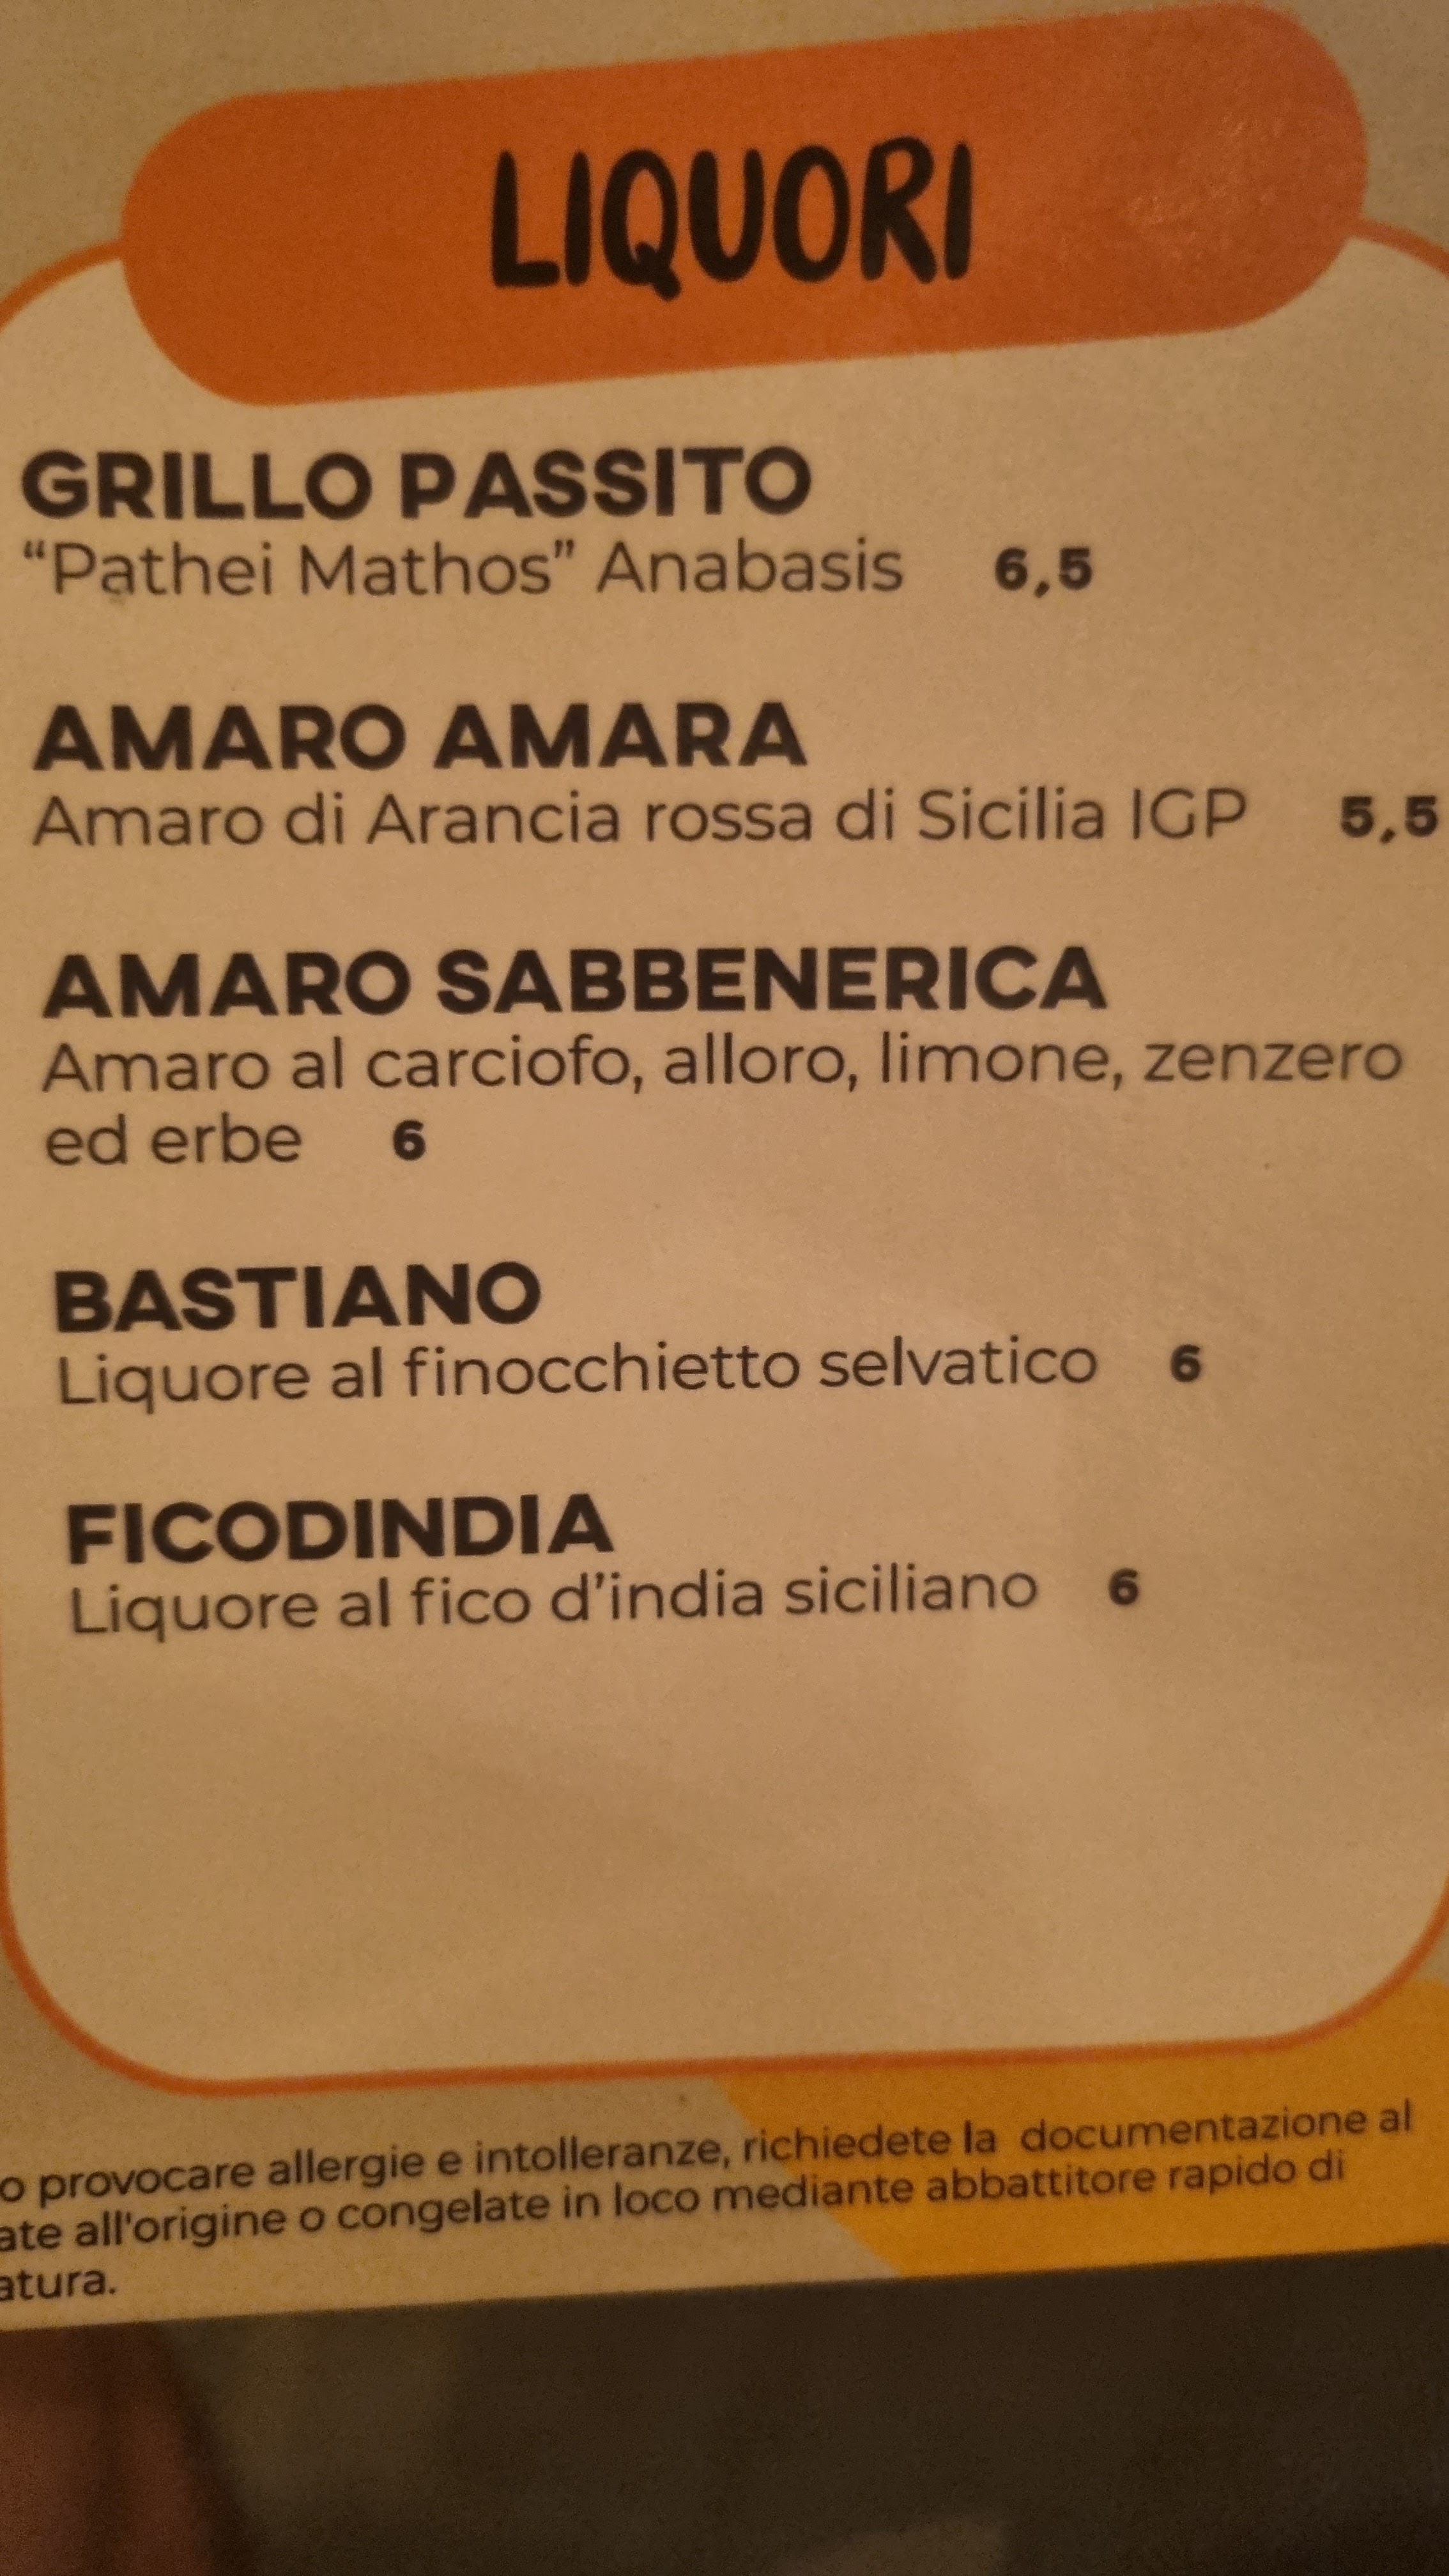 LIQUORI
GRILLO PASSITO
“Pathei Mathos” Anabasis 6,5
AMARO AMARA
Amaro di Arancia rossa di Sicilia IGP 5,5
AMARO SABBENERICA
Amaro al carciofo, alloro, limone, zenzero
ed erbe 6
BASTIANO
Liquore al finocchietto selvatico 6
FICODINDIA
Liquore al fico d'india siciliano 6
o provocare allergie e intolleranze, richiedete la documentazione al
ate all'origine o congelate in loco mediante abbattitore rapido di
atura.